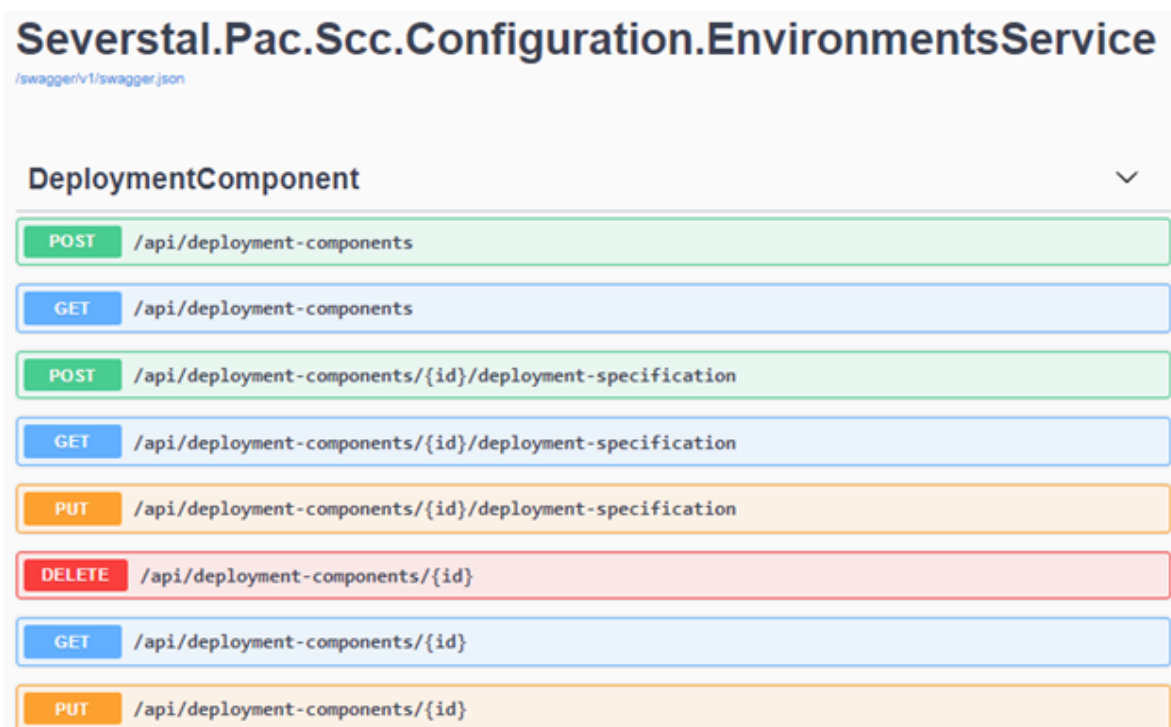 Severstal.Pac.Scc.Configuration.EnvironmentsService
/swagger/v1/swagger.json
DeploymentComponent
POST /api/deployment-components
GET /api/deployment-components
POST /api/deployment-components/{id}/deployment-specification
GET /api/deployment-components/{id}/deployment-specification
PUT /api/deployment-components/{id}/deployment-specification
DELETE /api/deployment-components/{id}
GET /api/deployment-components/{id}
PUT /api/deployment-components/{id}